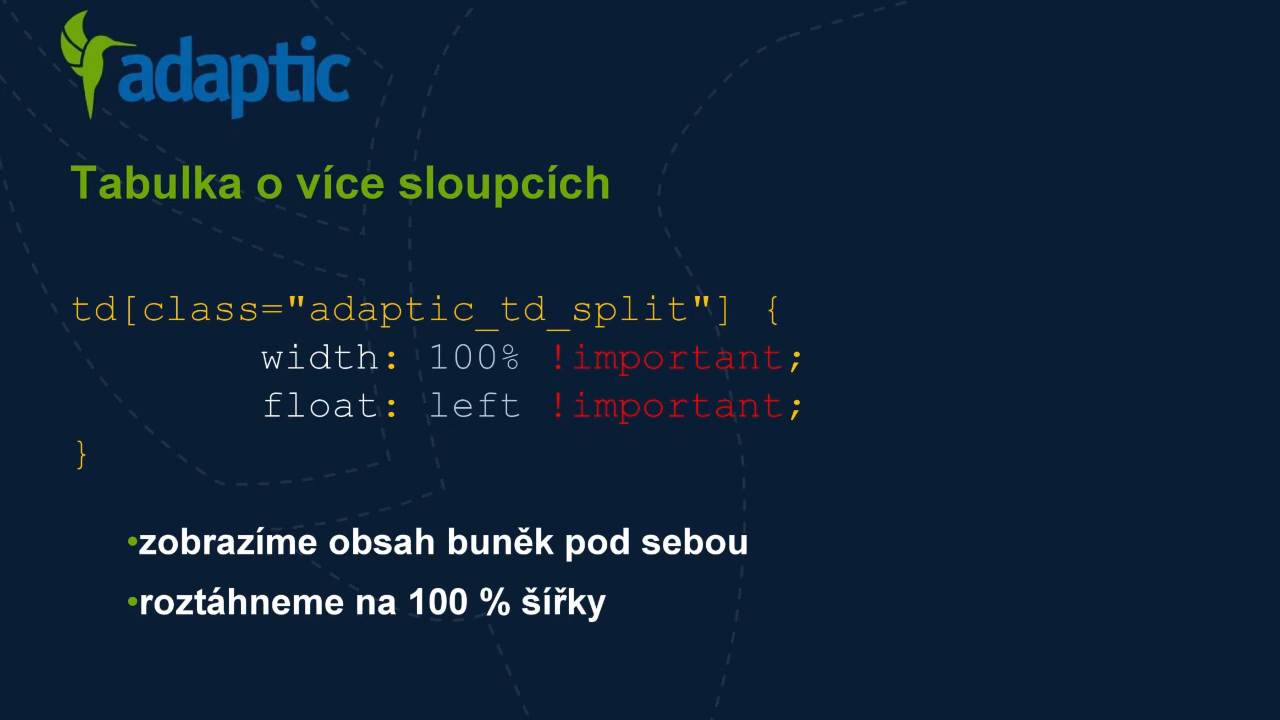 adaptic
Tabulka o více sloupcích
td[class="adaptic_td_split"] {
width: 100% !important;
float: left !important;
}
•zobrazíme obsah buněk pod sebou
•roztáhneme na 100 % šířky